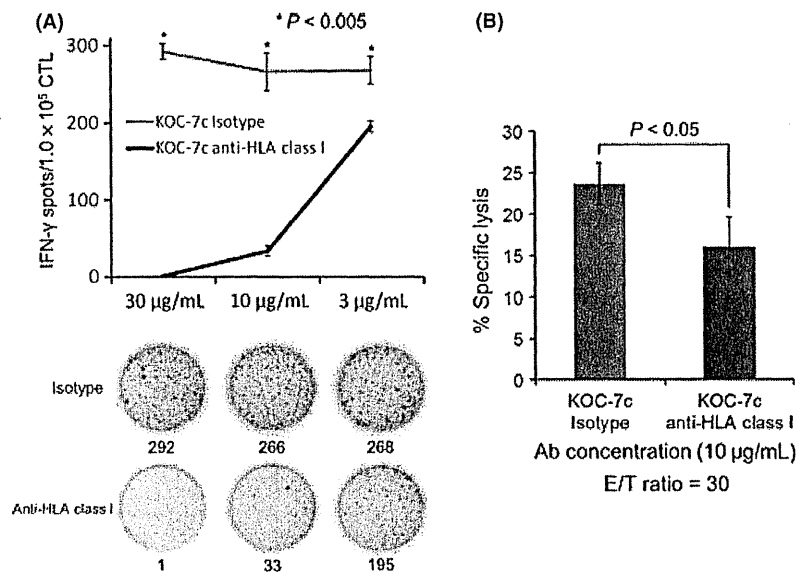 (A)
* P < 0.005
300
200
100
0
IFN-γ spots/1.0 x 10⁵ CTL
* * *
KOC-7c Isotype
KOC-7c anti-HLA class I
30 µg/mL 10 µg/mL 3 µg/mL
Isotype
292 266 268
Anti-HLA class I
1 33 195
(B)
P < 0.05
30
25
20
15
10
5
0
% Specific lysis
KOC-7c KOC-7c
Isotype anti-HLA class I
Ab concentration (10 µg/mL)
E/T ratio = 30